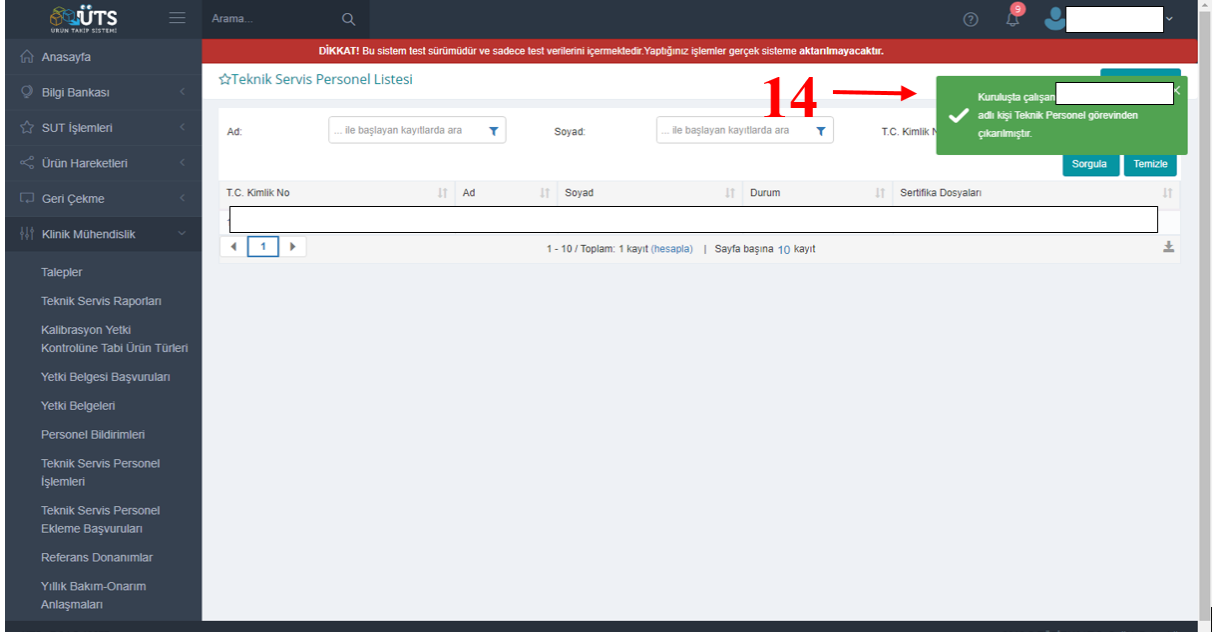 ÜTS
ÜRÜN TAKİP SİSTEMİ
Arama...
9
DİKKAT! Bu sistem test sürümüdür ve sadece test verilerini içermektedir.Yaptığınız işlemler gerçek sisteme aktarılmayacaktır.
Anasayfa
Bilgi Bankası
SUT İşlemleri
Ürün Hareketleri
Geri Çekme
Klinik Mühendislik
Talepler
Teknik Servis Raporları
Kalibrasyon Yetki
Kontrolüne Tabi Ürün Türleri
Yetki Belgesi Başvuruları
Yetki Belgeleri
Personel Bildirimleri
Teknik Servis Personel
İşlemleri
Teknik Servis Personel
Ekleme Başvuruları
Referans Donanımlar
Yıllık Bakım-Onarım
Anlaşmaları
Teknik Servis Personel Listesi
14
Kuruluşta çalışan
adlı kişi Teknik Personel görevinden
çıkarılmıştır.
Ad: ... ile başlayan kayıtlarda ara Soyad: ... ile başlayan kayıtlarda ara T.C. Kimlik
Sorgula Temizle
T.C. Kimlik No Ad Soyad Durum Sertifika Dosyaları
1 1 - 10 / Toplam: 1 kayıt (hesapla) | Sayfa başına 10 kayıt